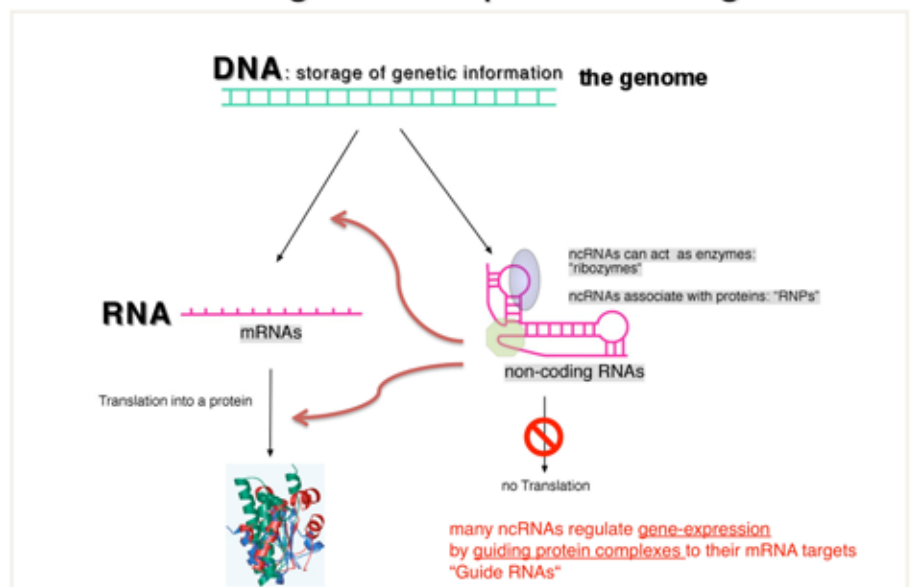 DNA: storage of genetic information the genome
ncRNAs can act as enzymes:
"ribozymes"
ncRNAs associate with proteins: "RNPs"
RNA
mRNAs
non-coding RNAs
Translation into a protein
no Translation
many ncRNAs regulate gene-expression
by guiding protein complexes to their mRNA targets
"Guide RNAs"